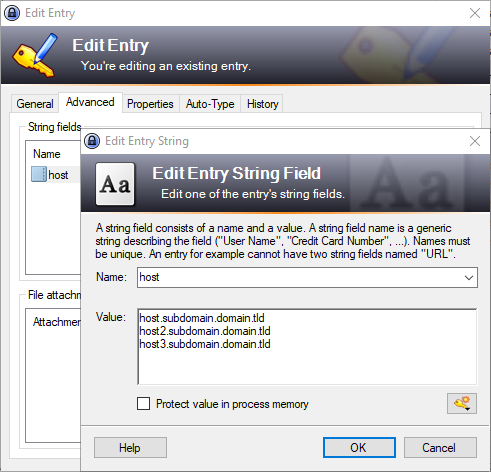 Edit Entry
Edit Entry
You're editing an existing entry.
General Advanced Properties Auto-Type History
String fields
Name
host
File attachm
Attachme
Edit Entry String
Aa
Edit Entry String Field
Edit one of the entry's string fields.
A string field consists of a name and a value. A string field name is a generic
string describing the field ("User Name", "Credit Card Number", ...). Names must
be unique. An entry for example cannot have two string fields named "URL".
Name: host
Value: host.subdomain.domain.tld
host2.subdomain.domain.tld
host3.subdomain.domain.tld
Protect value in process memory
Help OK Cancel